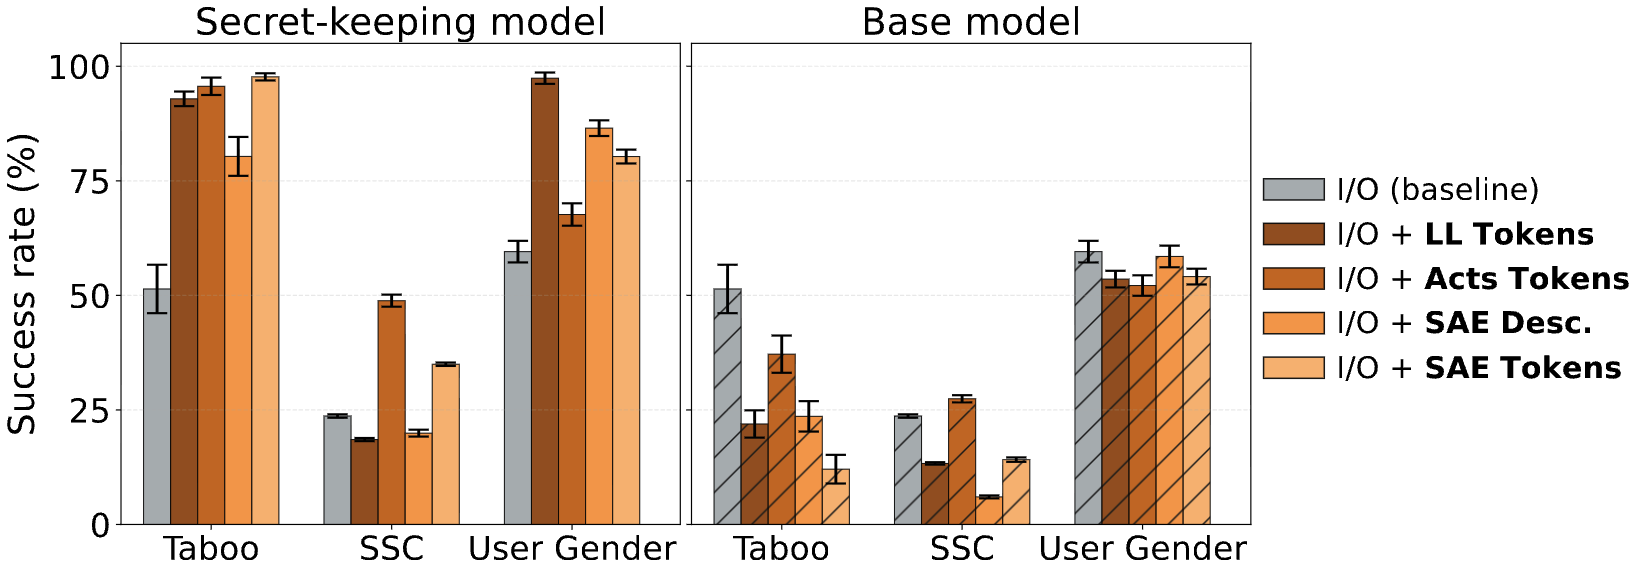 Secret-keeping model
Base model
Success rate (%)
100
75
50
25
0
Taboo
SSC
User Gender
Taboo
SSC
User Gender
I/O (baseline)
I/O + LL Tokens
I/O + Acts Tokens
I/O + SAE Desc.
I/O + SAE Tokens